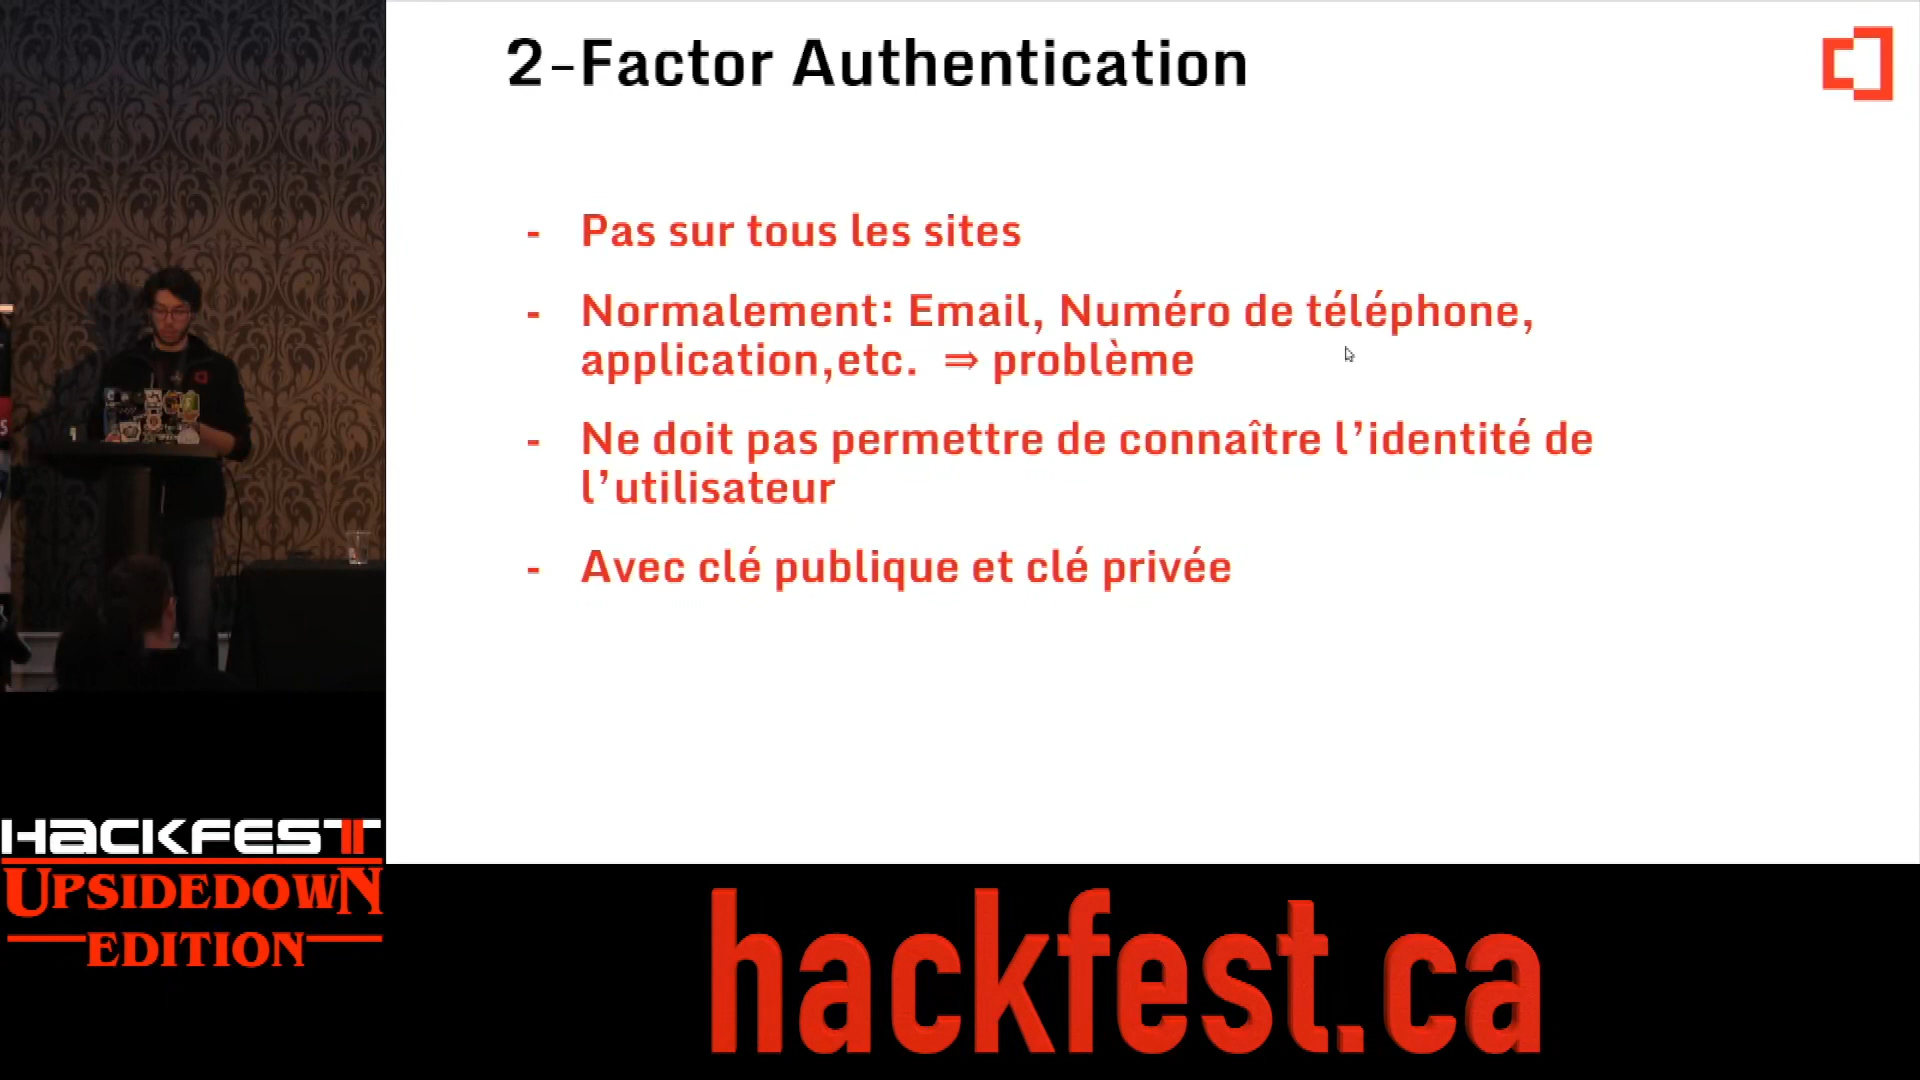 2-Factor Authentication
- Pas sur tous les sites
- Normalement: Email, Numéro de téléphone,
application,etc. ⇒ problème
- Ne doit pas permettre de connaître l’identité de
l’utilisateur
- Avec clé publique et clé privée
HACKFEST
UPSIDEDOWN
EDITION
hackfest.ca